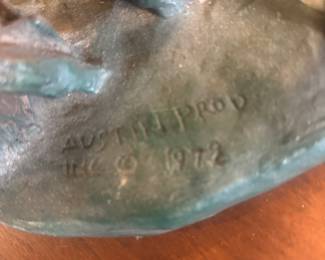 AUSTIN PROD
INC © 1972